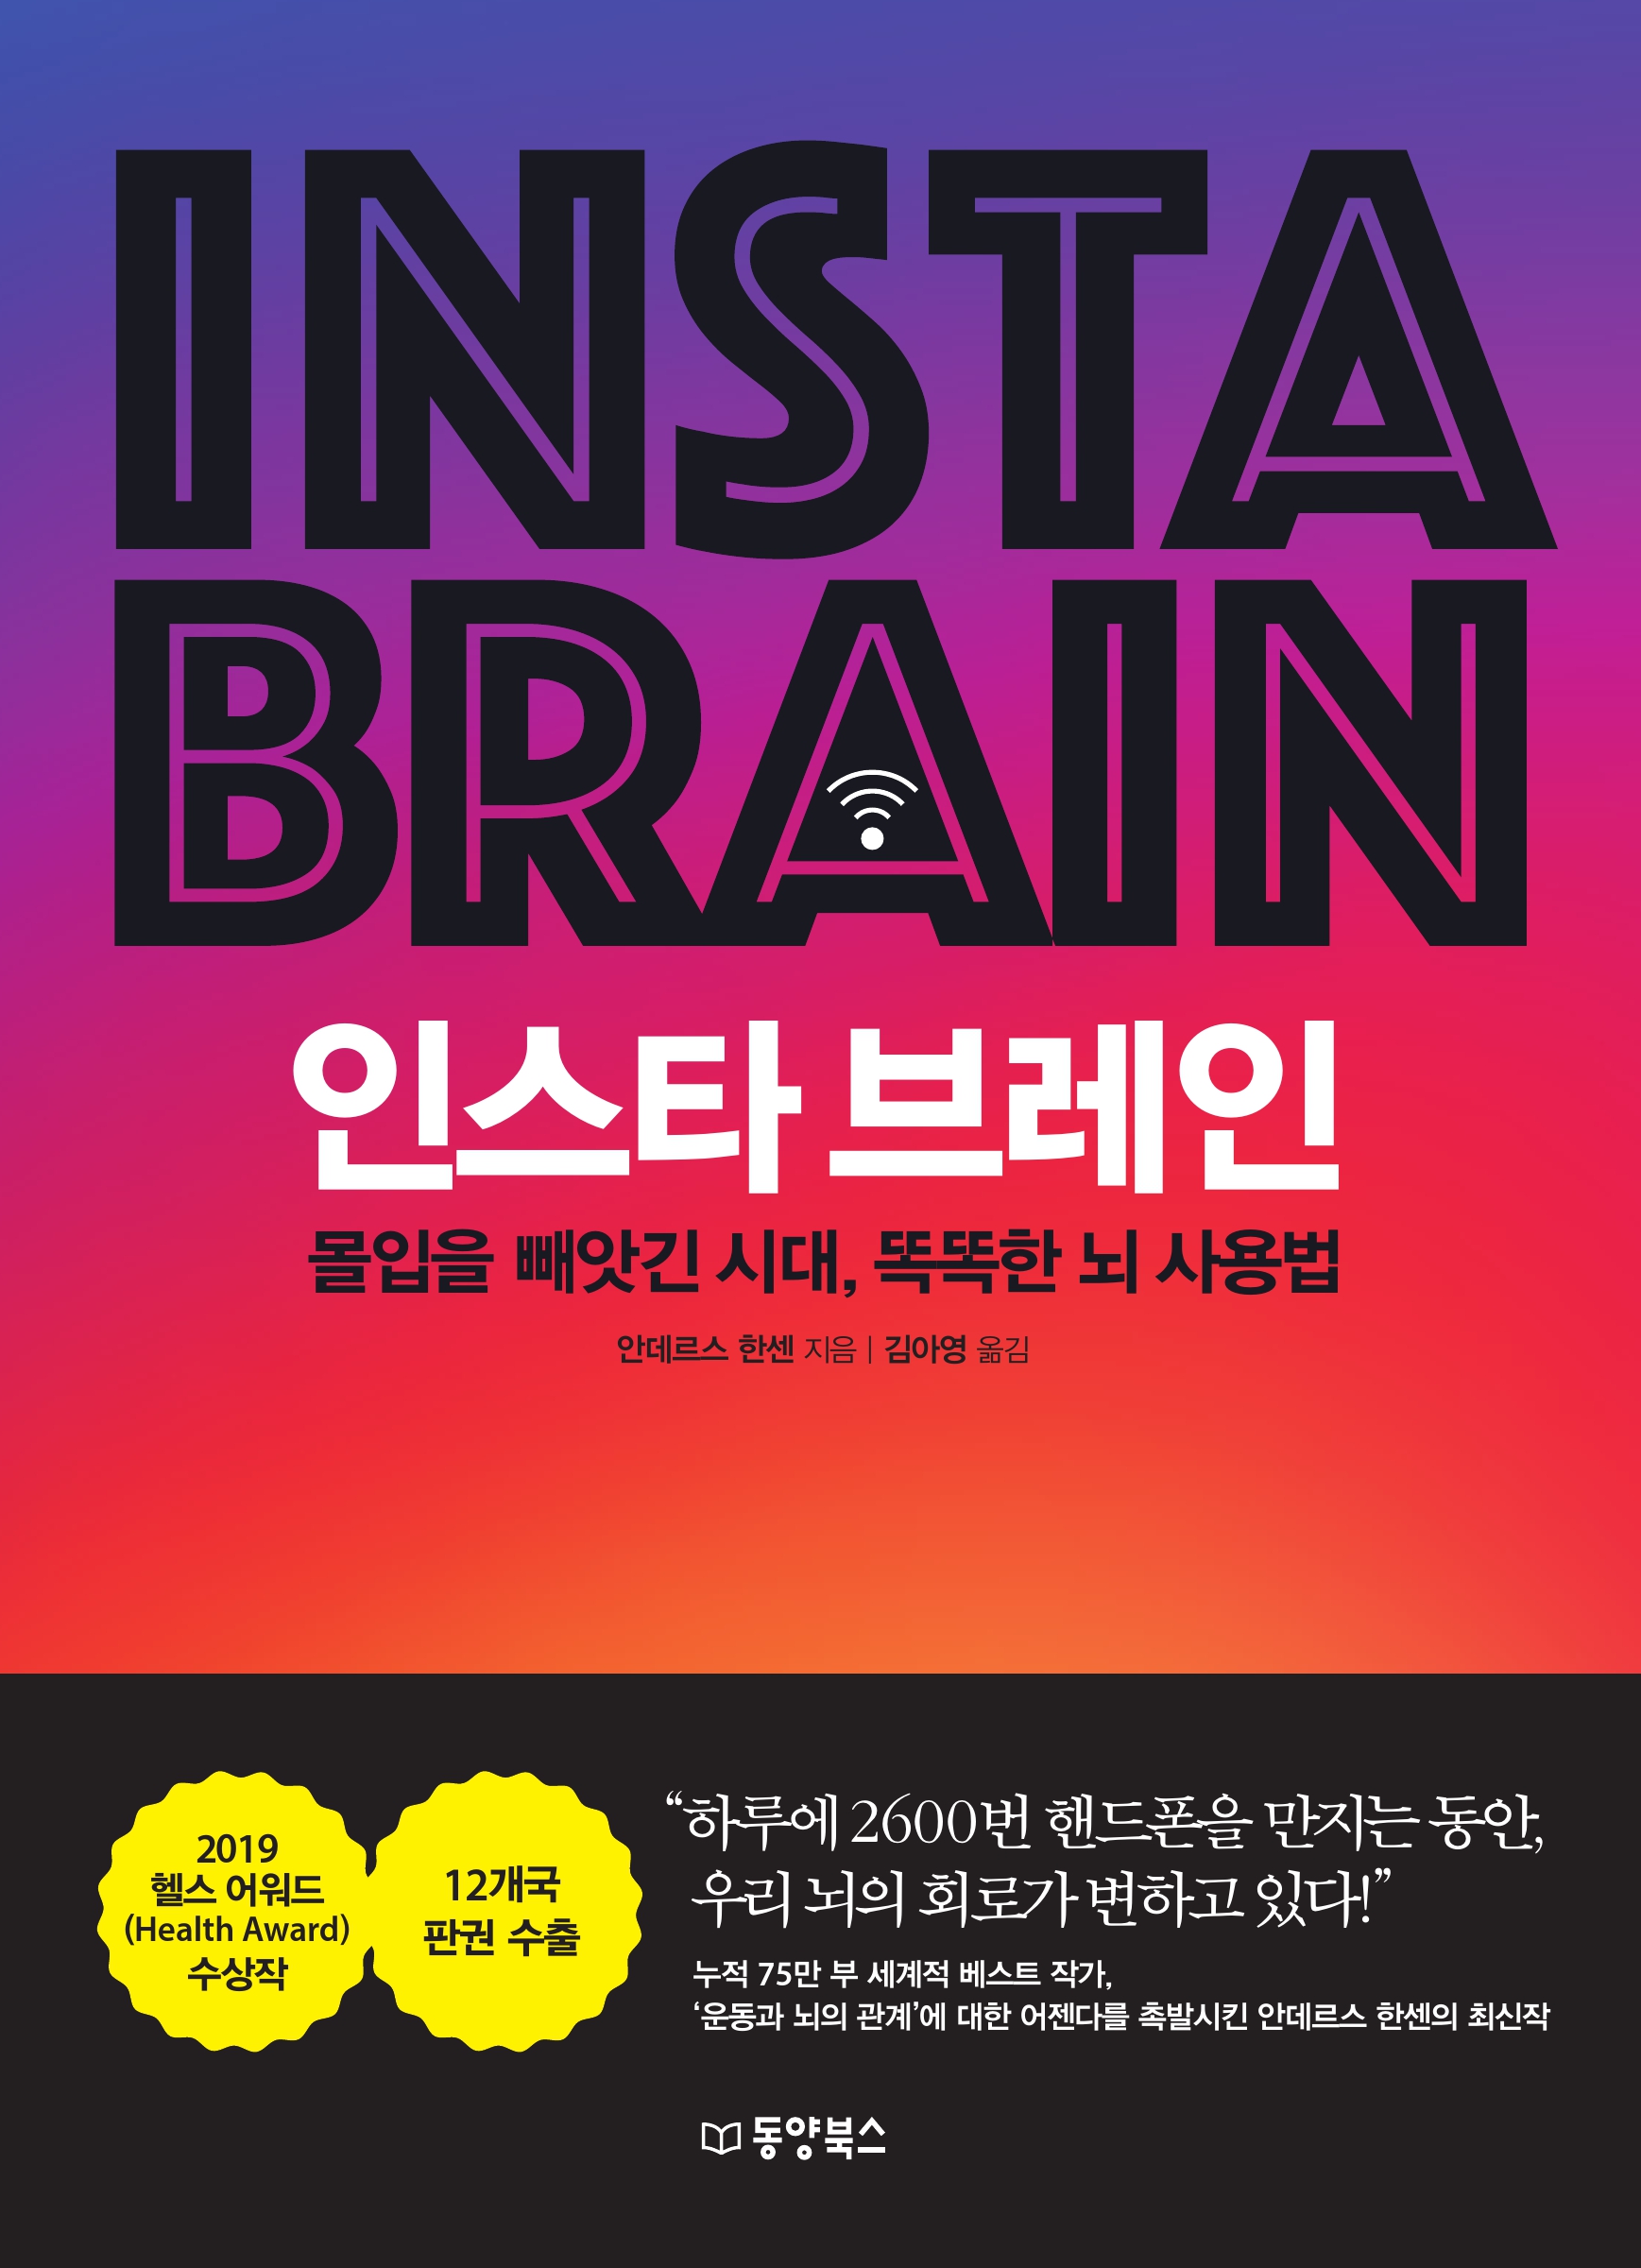 INSTA
BRAIN
인스타 브레인
몰입을 빼앗긴 시대, 똑똑한 뇌 사용법
안데르스 한센 지음 | 김아영 옮김
2019
헬스 어워드
(Health Award)
수상작
12개국
판권 수출
“하루에 2600번 핸드폰을 만지는 동안,
우리 뇌의 회로가 변하고 있다!”
누적 75만 부 세계적 베스트 작가,
‘운동과 뇌의 관계’에 대한 어젠다를 촉발시킨 안데르스 한센의 최신작
동양북스